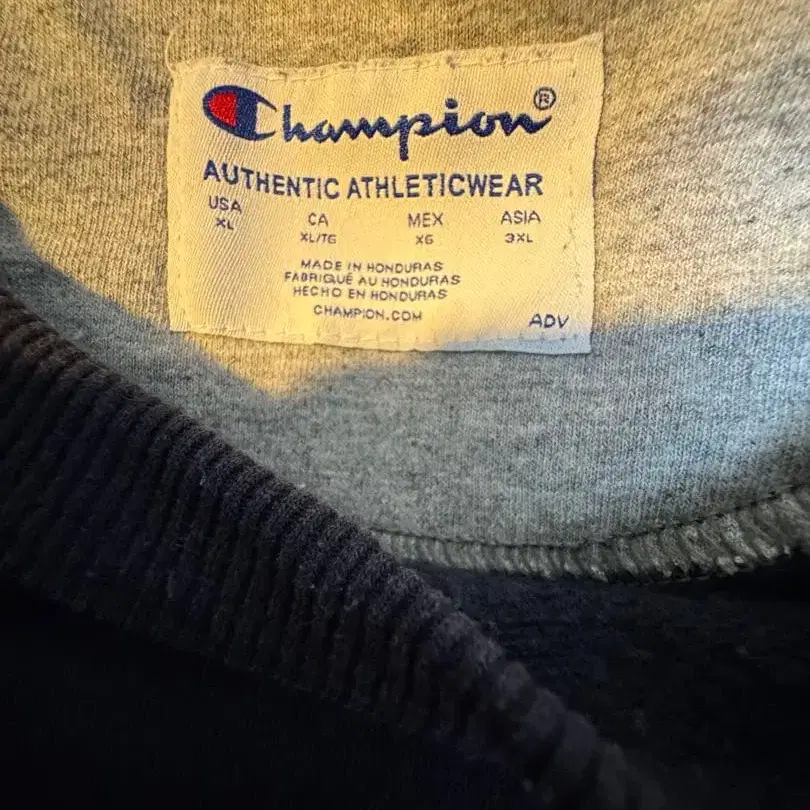 Champion®
AUTHENTIC ATHLETICWEAR
USA CA MEX ASIA
XL XL/TG XG 3XL
MADE IN HONDURAS
FABRIQUÉ AU HONDURAS
HECHO EN HONDURAS
CHAMPION.COM
ADV